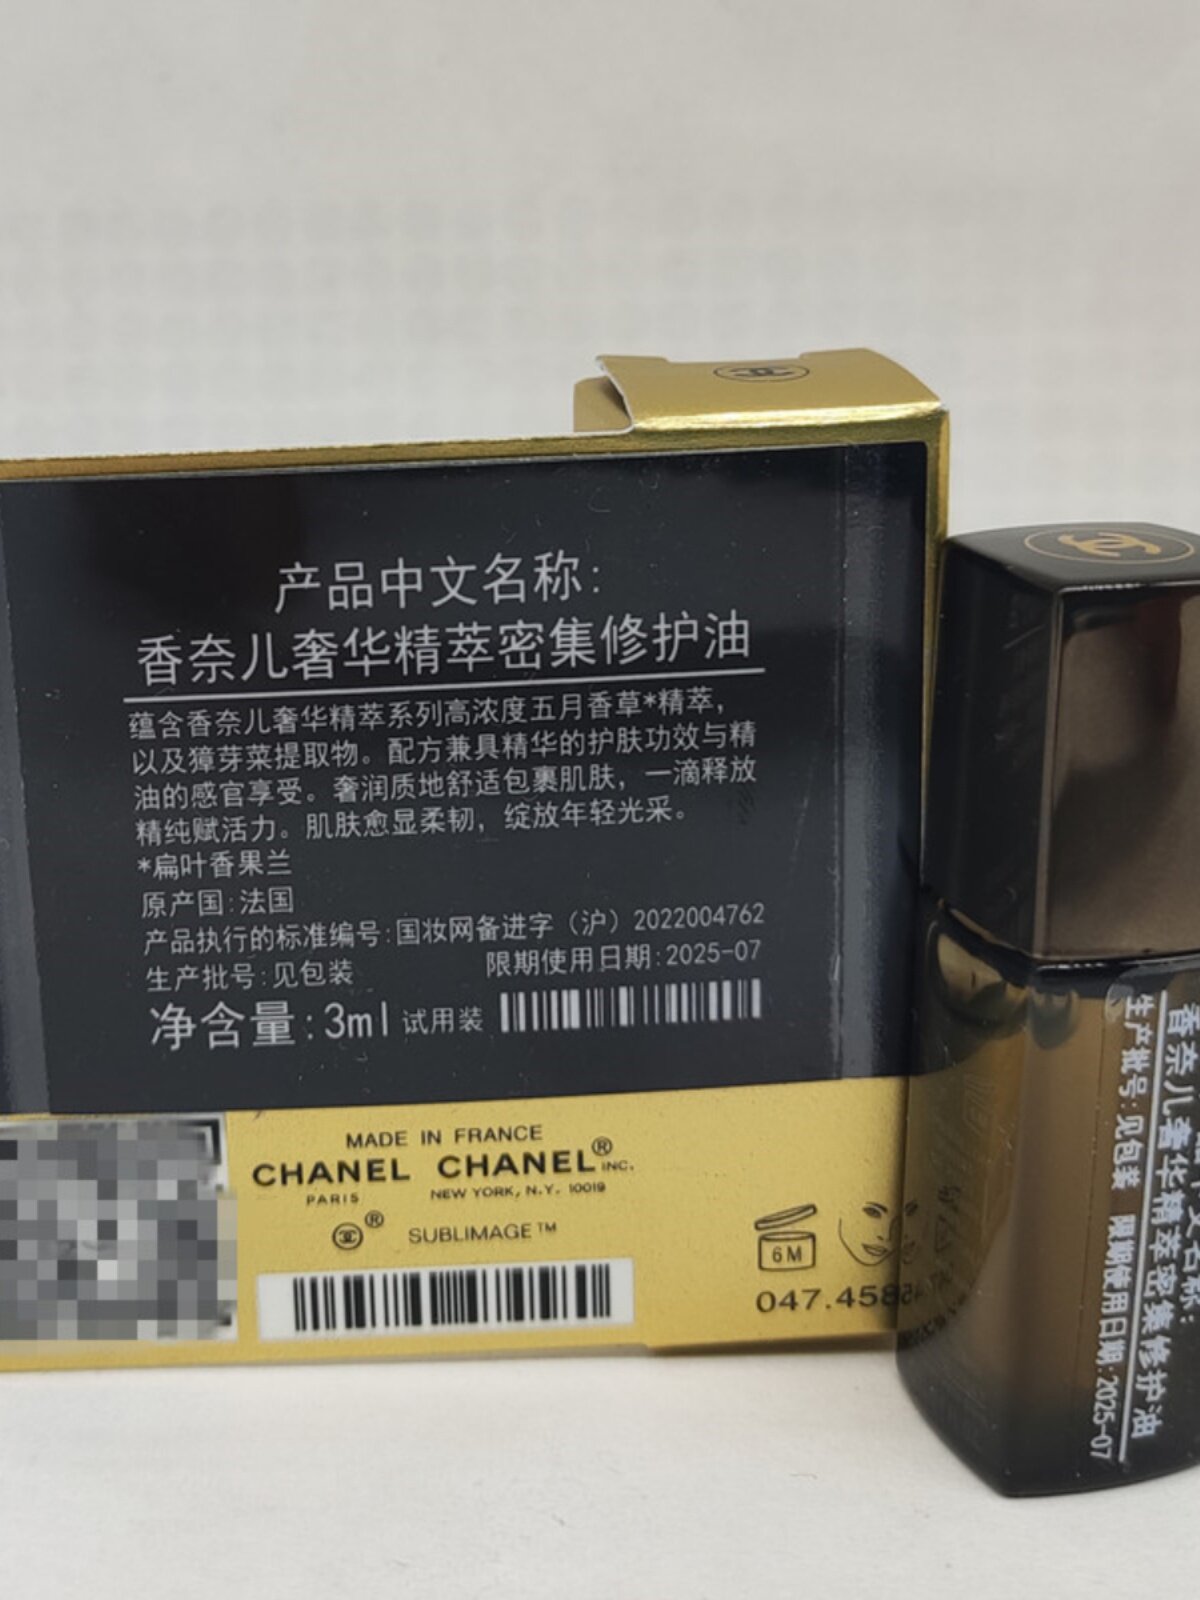 产品中文名称:
香奈儿奢华精萃密集修护油
蕴含香奈儿奢华精萃系列高浓度五月香草*精萃，
以及獐芽菜提取物。配方兼具精华的护肤功效与精
油的感官享受。奢润质地舒适包裹肌肤，一滴释放
精纯赋活力。肌肤愈显柔韧，绽放年轻光采。
*扁叶香果兰
原产国:法国
产品执行的标准编号:国妆网备进字（沪）2022004762
生产批号:见包装 限期使用日期:2025-07
净含量:3ml 试用装
MADE IN FRANCE
CHANEL CHANEL® INC.
PARIS NEW YORK, N.Y. 10019
® SUBLIMAGE™
6M
047.458
香奈儿奢华精萃密集修护油
生产批号:见包装 限期使用日期:2025-07